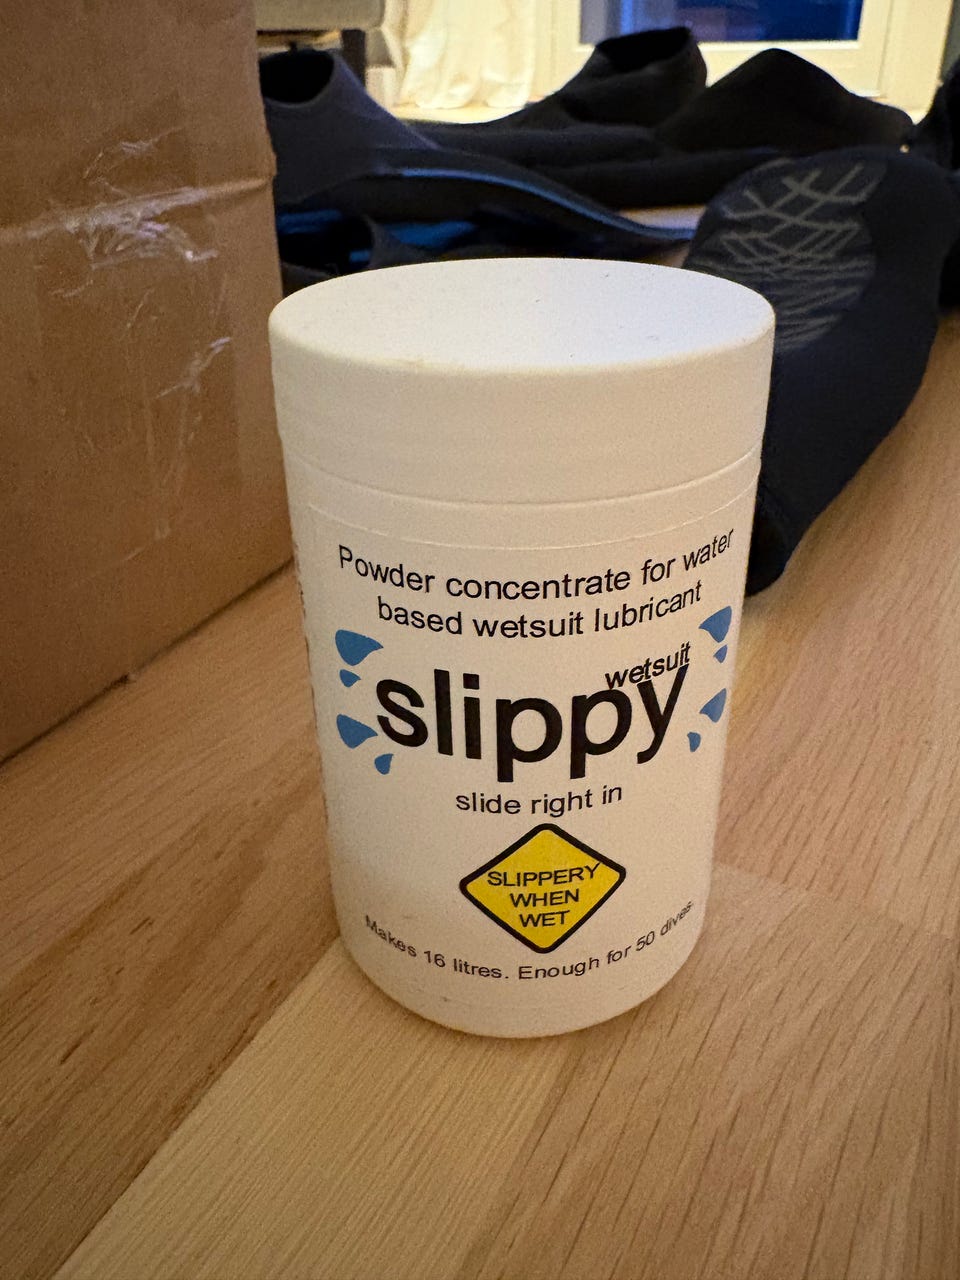 Powder concentrate for water
based wetsuit lubricant
wetsuit
slippy
slide right in
SLIPPERY
WHEN
WET
Makes 16 litres. Enough for 50 dives.